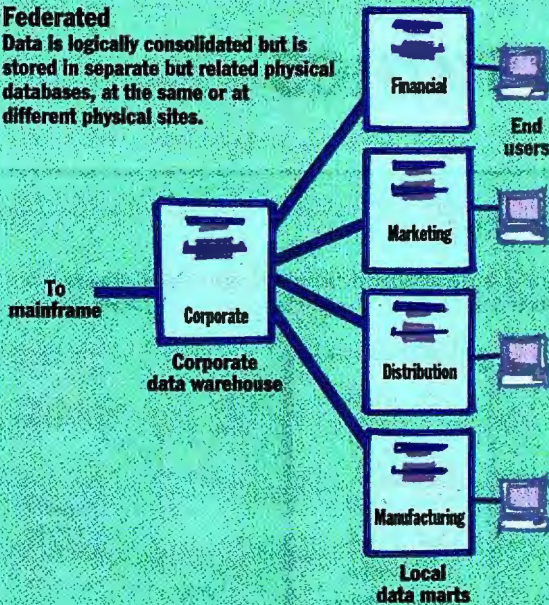 Federated
Data is logically consolidated but is
stored in separate but related physical
databases, at the same or at
different physical sites.
Financial
End
users
Marketing
To
mainframe
Corporate
Corporate
data warehouse
Distribution
Manufacturing
Local
data marts